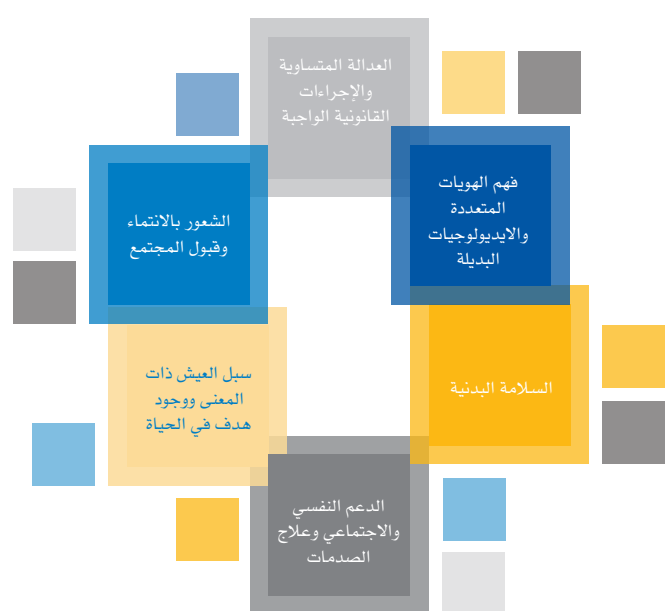 العدالة المتساوية
والإجراءات
القانونية الواجبة
فهم الهويات
المتعددة
والايديولوجيات
البديلة
الشعور بالانتماء
وقبول المجتمع
السلامة البدنية
سبل العيش ذات
المعنى ووجود
هدف في الحياة
الدعم النفسي
والاجتماعي وعلاج
الصدمات